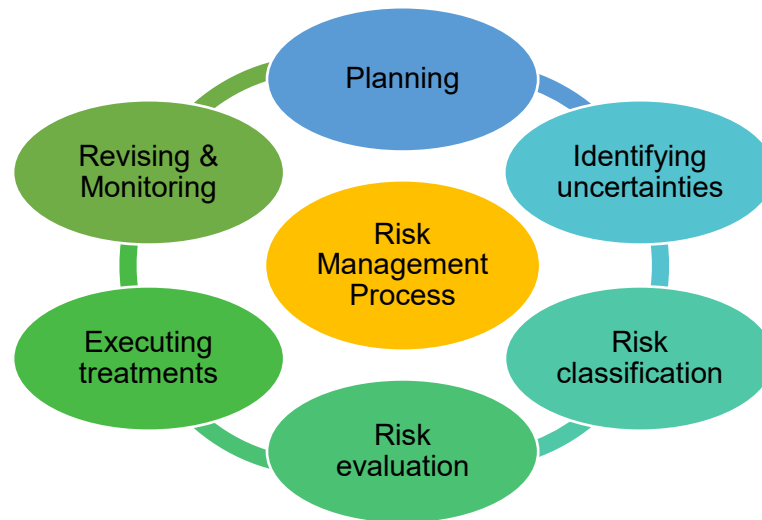 Planning
Identifying
uncertainties
Risk
classification
Risk
evaluation
Executing
treatments
Revising &
Monitoring
Risk
Management
Process